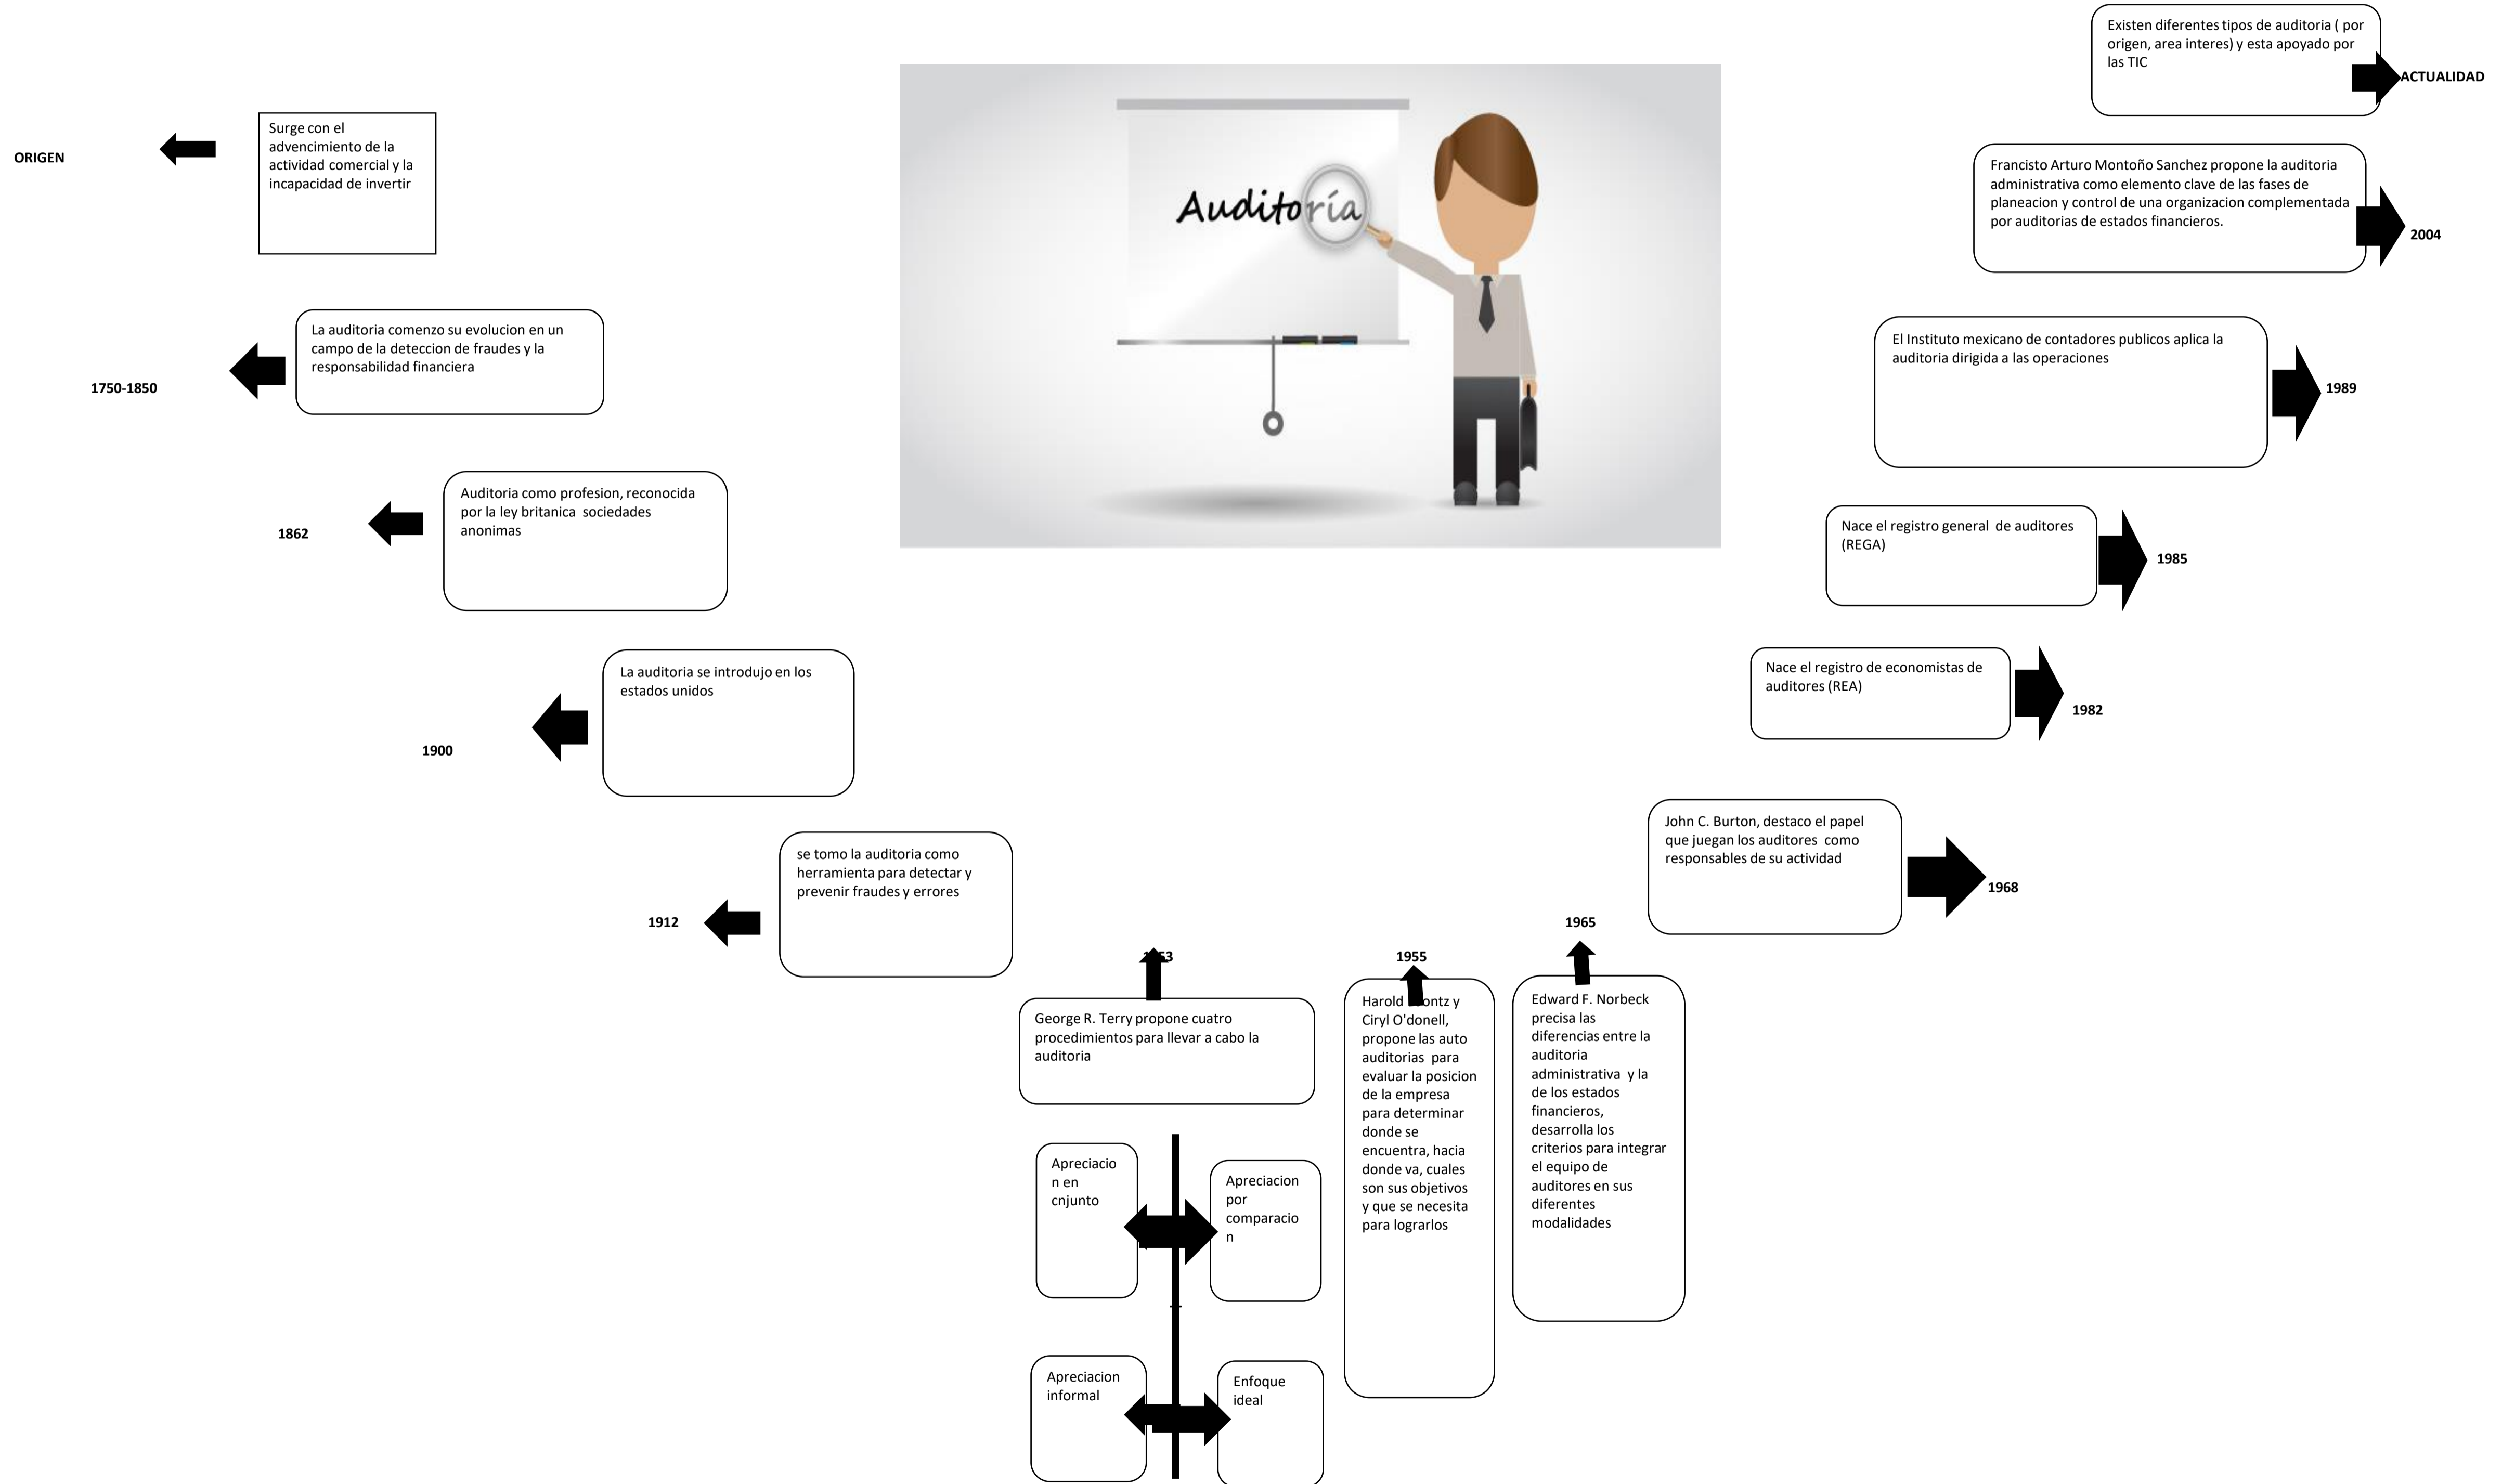 ORIGEN
Surge con el
advencimiento de la
actividad comercial y la
incapacidad de invertir
1750-1850
La auditoria comenzo su evolucion en un
campo de la deteccion de fraudes y la
responsabilidad financiera
1862
Auditoria como profesion, reconocida
por la ley britanica sociedades
anonimas
1900
La auditoria se introdujo en los
estados unidos
1912
se tomo la auditoria como
herramienta para detectar y
prevenir fraudes y errores
George R. Terry propone cuatro
procedimientos para llevar a cabo la
auditoria
Apreciacio
n en
cnjunto
Apreciacion
por
comparacio
n
Apreciacion
informal
Enfoque
ideal
1955
Harold
Ciryl O'donell,
propone las auto
auditorias para
evaluar la posicion
de la empresa
para determinar
donde se
encuentra, hacia
donde va, cuales
son sus objetivos
y que se necesita
para lograrlos
1965
Edward F. Norbeck
precisa las
diferencias entre la
auditoria
administrativa y la
de los estados
financieros,
desarrolla los
criterios para integrar
el equipo de
auditores en sus
diferentes
modalidades
John C. Burton, destaco el papel
que juegan los auditores como
responsables de su actividad
1968
Nace el registro de economistas de
auditores (REA)
1982
Nace el registro general de auditores
(REGA)
1985
El Instituto mexicano de contadores publicos aplica la
auditoria dirigida a las operaciones
1989
Francisto Arturo Montoño Sanchez propone la auditoria
administrativa como elemento clave de las fases de
planeacion y control de una organizacion complementada
por auditorias de estados financieros.
2004
Existen diferentes tipos de auditoria ( por
origen, area interes) y esta apoyado por
las TIC
ACTUALIDAD
Auditoría